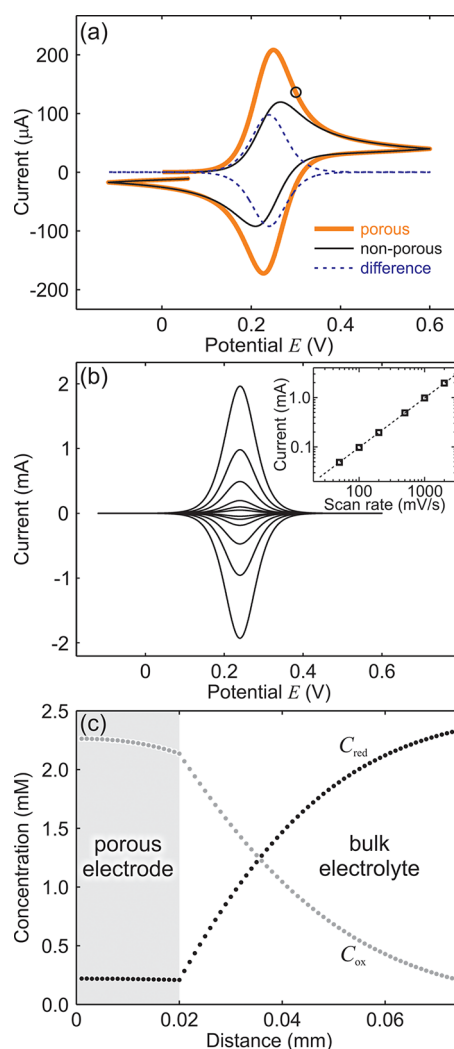 (a)
200
100
0
-100
-200
Current (μA)
porous
non-porous
difference
0
0.2
0.4
0.6
Potential E (V)
(b)
2
1
0
-1
-2
Current (mA)
1.0
0.1
Current (mA)
100
1000
Scan rate (mV/s)
0
0.2
0.4
0.6
Potential E (V)
(c)
2.5
2.0
1.5
1.0
0.5
0.0
Concentration (mM)
Cred
porous
electrode
bulk
electrolyte
Cox
0
0.02
0.04
0.06
Distance (mm)